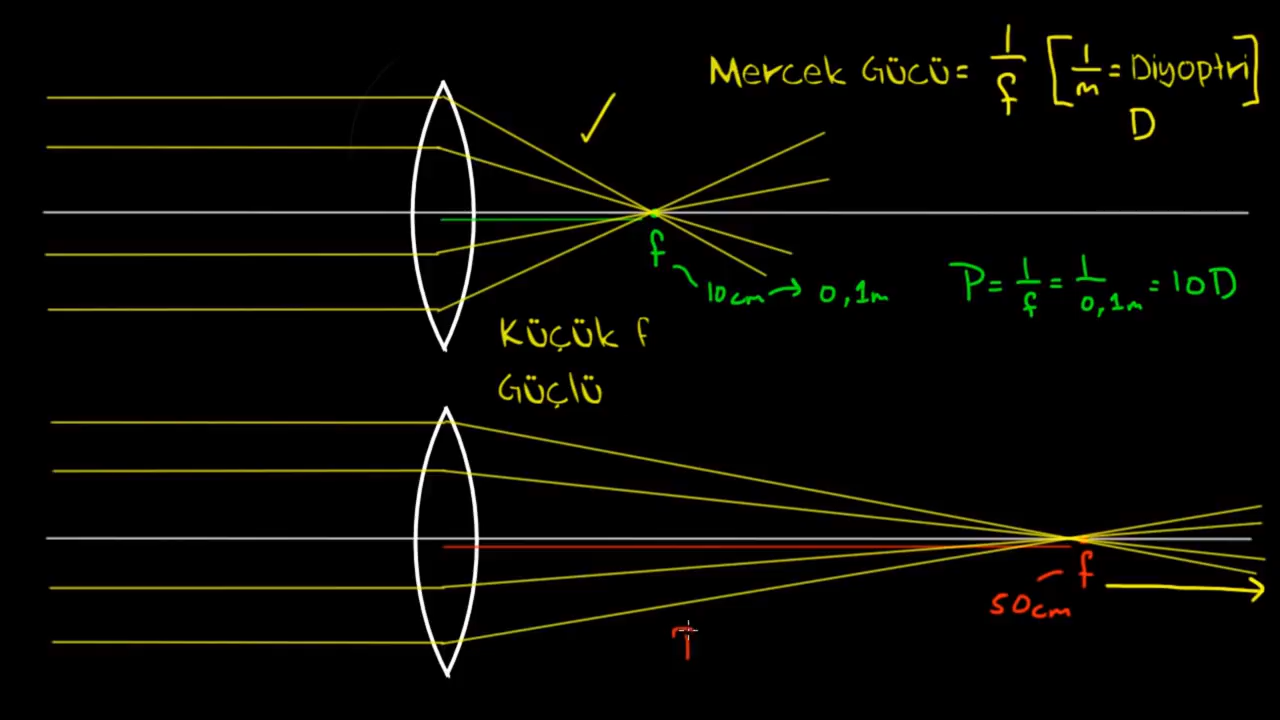 Mercek Gücü = 1/f [1/m = Diyoptri]
D
f
10cm → 0,1m
P = 1/f = 1/0,1m = 10D
Küçük f
Güçlü
f
50cm